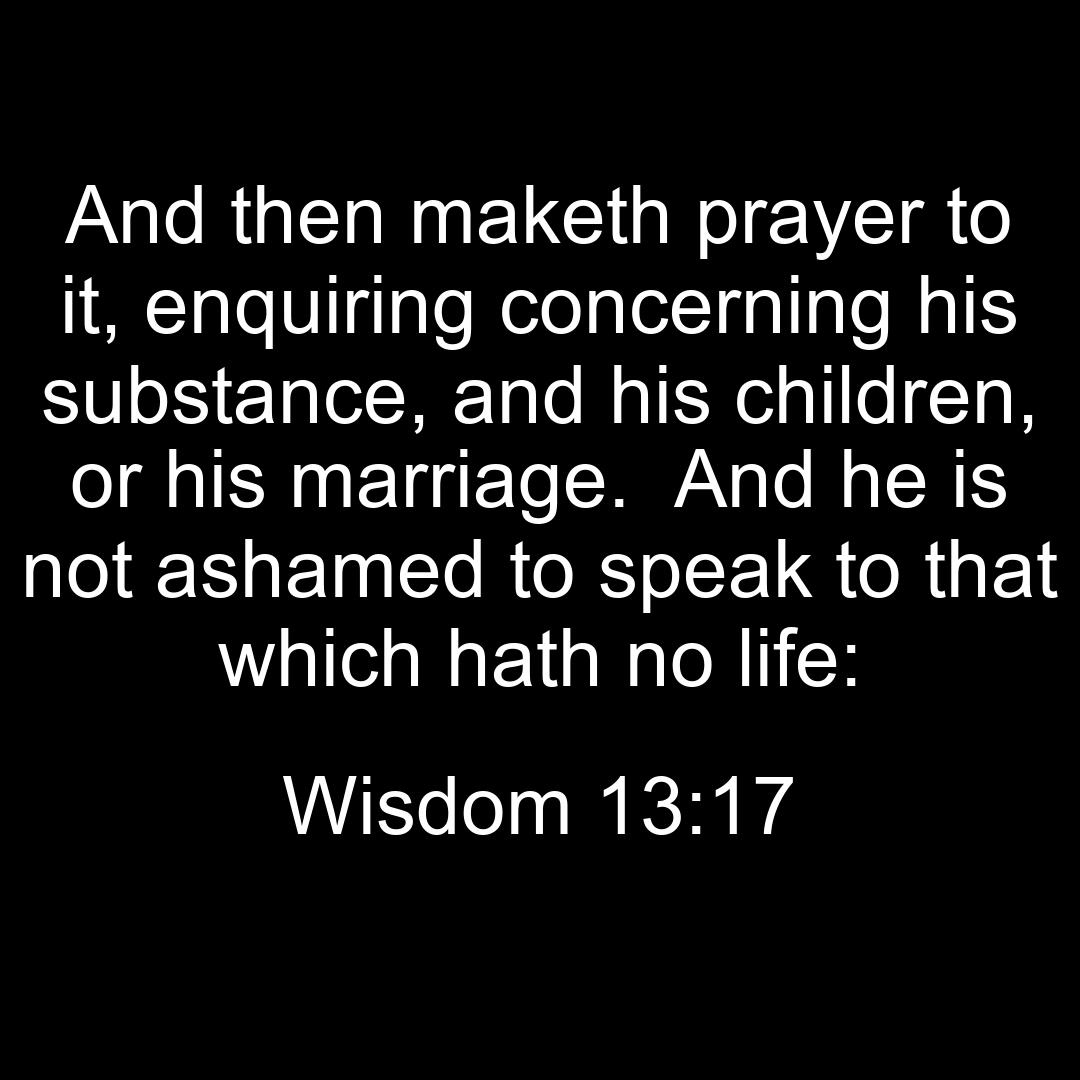 And then maketh prayer to
it, enquiring concerning his
substance, and his children,
or his marriage.  And he is
not ashamed to speak to that
which hath no life:
Wisdom 13:17